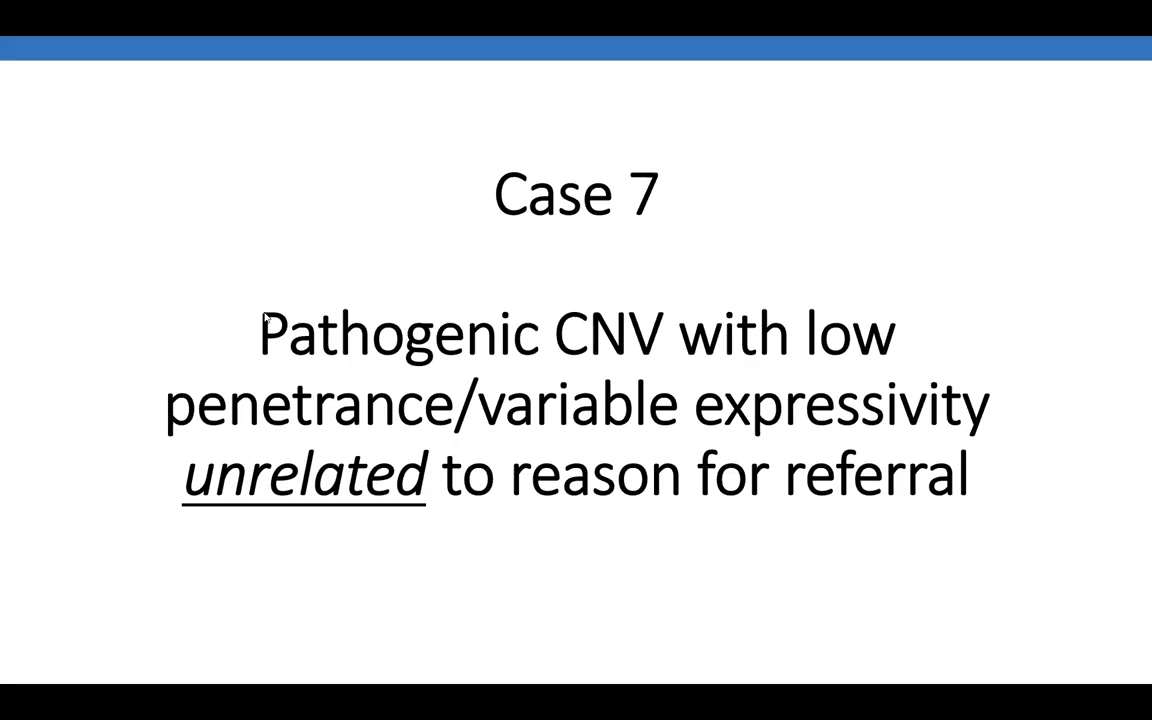 Case 7
Pathogenic CNV with low
penetrance/variable expressivity
unrelated to reason for referral